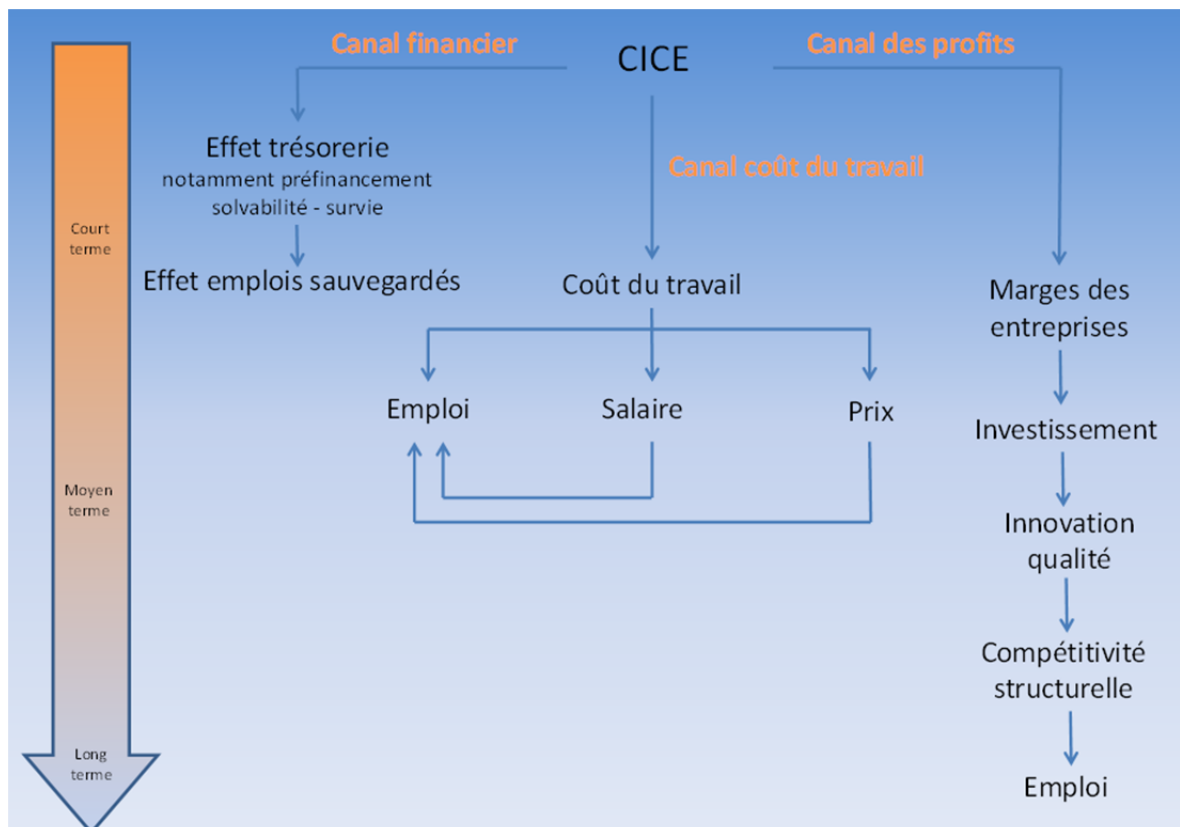 Canal financier
CICE
Canal des profits
Effet trésorerie
notamment préfinancement
solvabilité - survie
Canal coût du travail
Court
terme
Effet emplois sauvegardés
Coût du travail
Marges des
entreprises
Emploi
Salaire
Prix
Investissement
Moyen
terme
Innovation
qualité
Compétitivité
structurelle
Long
terme
Emploi